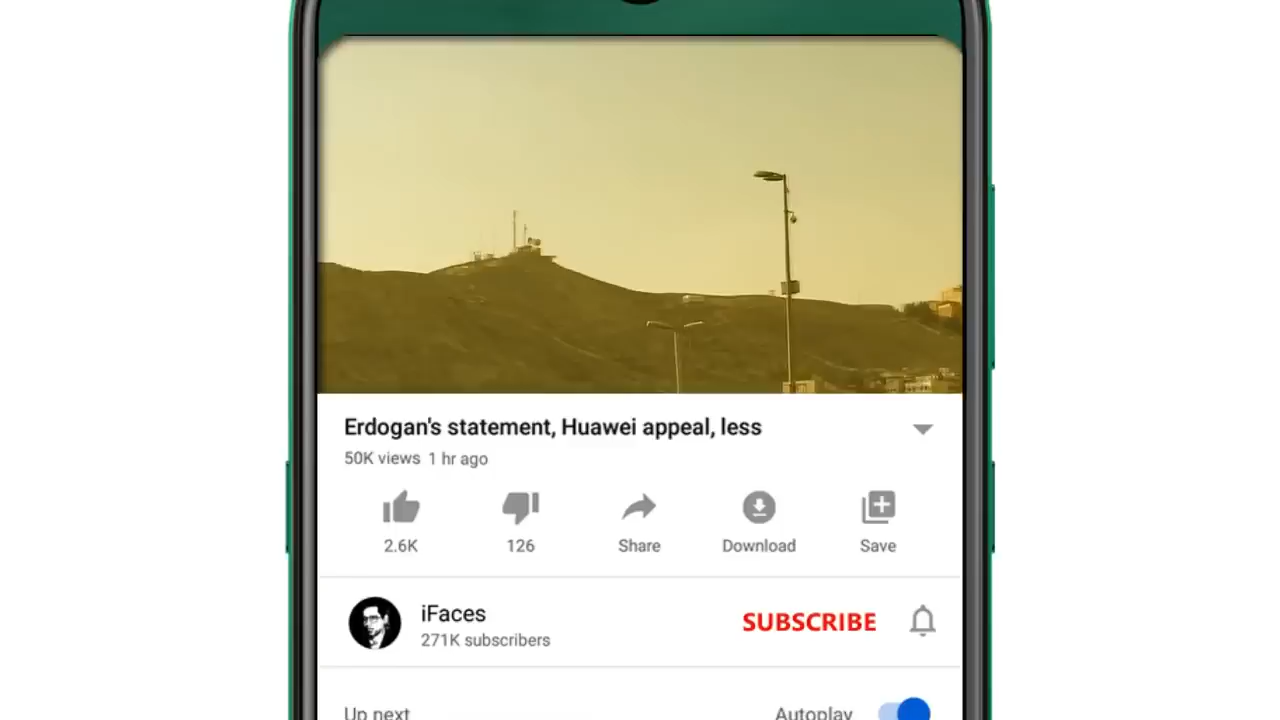 Erdogan's statement, Huawei appeal, less
50K views 1 hr ago
2.6K 126 Share Download Save
iFaces
SUBSCRIBE
271K subscribers
Up next Autoplay